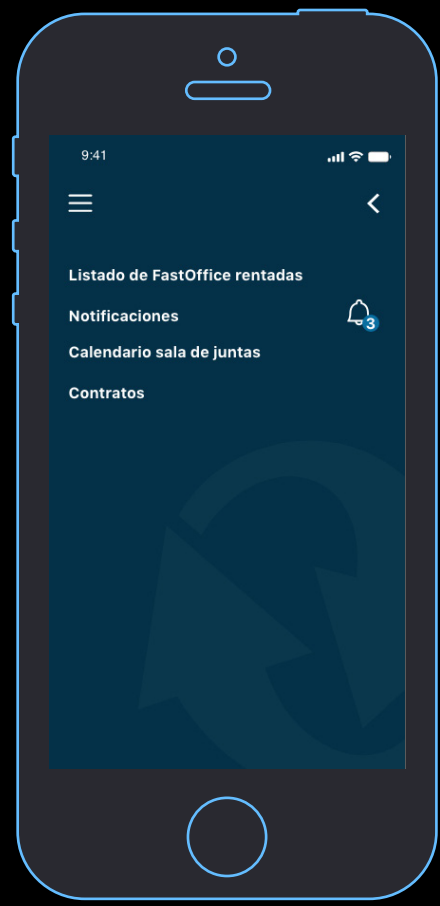 9:41
Listado de FastOffice rentadas
Notificaciones
3
Calendario sala de juntas
Contratos